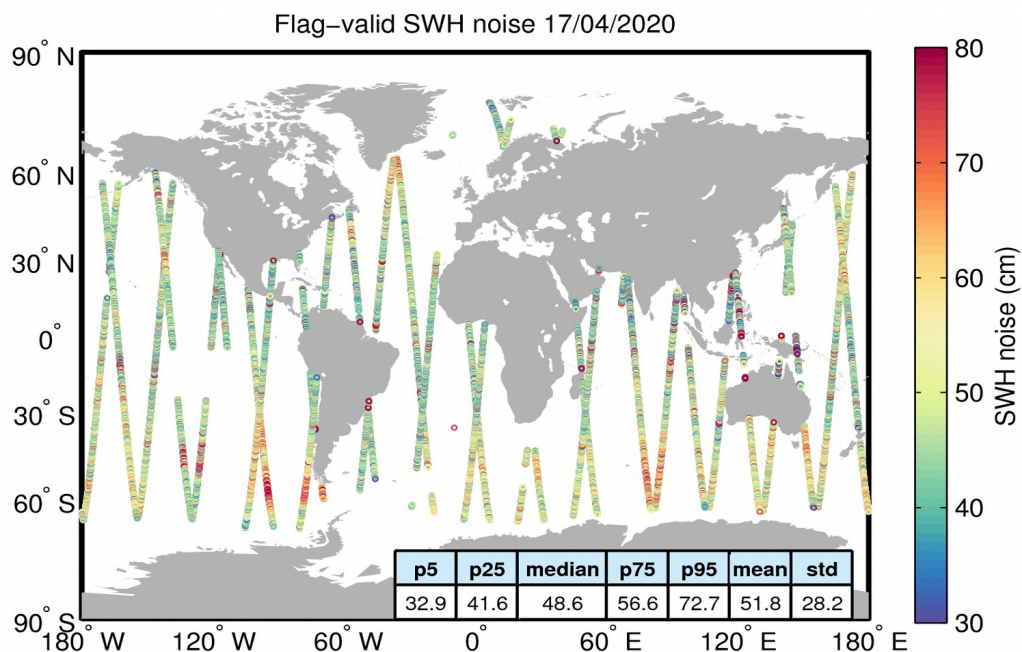 Flag−valid SWH noise 17/04/2020
90° N
60° N
30° N
0°
30° S
60° S
90° S
180° W
120° W
60° W
0°
60° E
120° E
180° E
80
70
60
50
40
30
SWH noise (cm)
p5 p25 median p75 p95 mean std
32.9 41.6 48.6 56.6 72.7 51.8 28.2